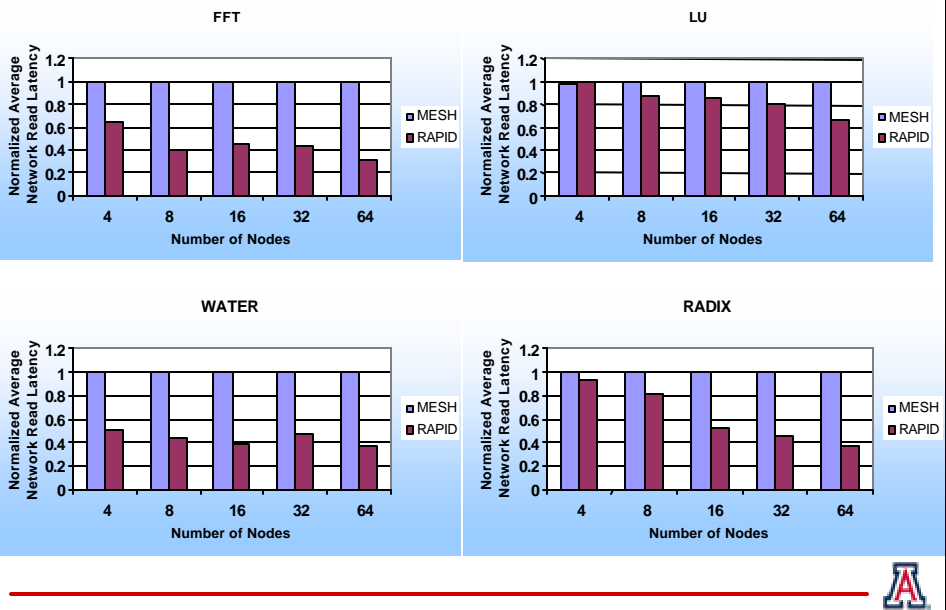 FFT
Normalized Average
Network Read Latency
1.2
1
0.8
0.6
0.4
0.2
0
4 8 16 32 64
Number of Nodes
MESH
RAPID
LU
Normalized Average
Network Read Latency
1.2
1
0.8
0.6
0.4
0.2
0
4 8 16 32 64
Number of Nodes
MESH
RAPID
WATER
Normalized Average
Network Read Latency
1.2
1
0.8
0.6
0.4
0.2
0
4 8 16 32 64
Number of Nodes
MESH
RAPID
RADIX
Normalized Average
Network Read Latency
1.2
1
0.8
0.6
0.4
0.2
0
4 8 16 32 64
Number of Nodes
MESH
RAPID
A